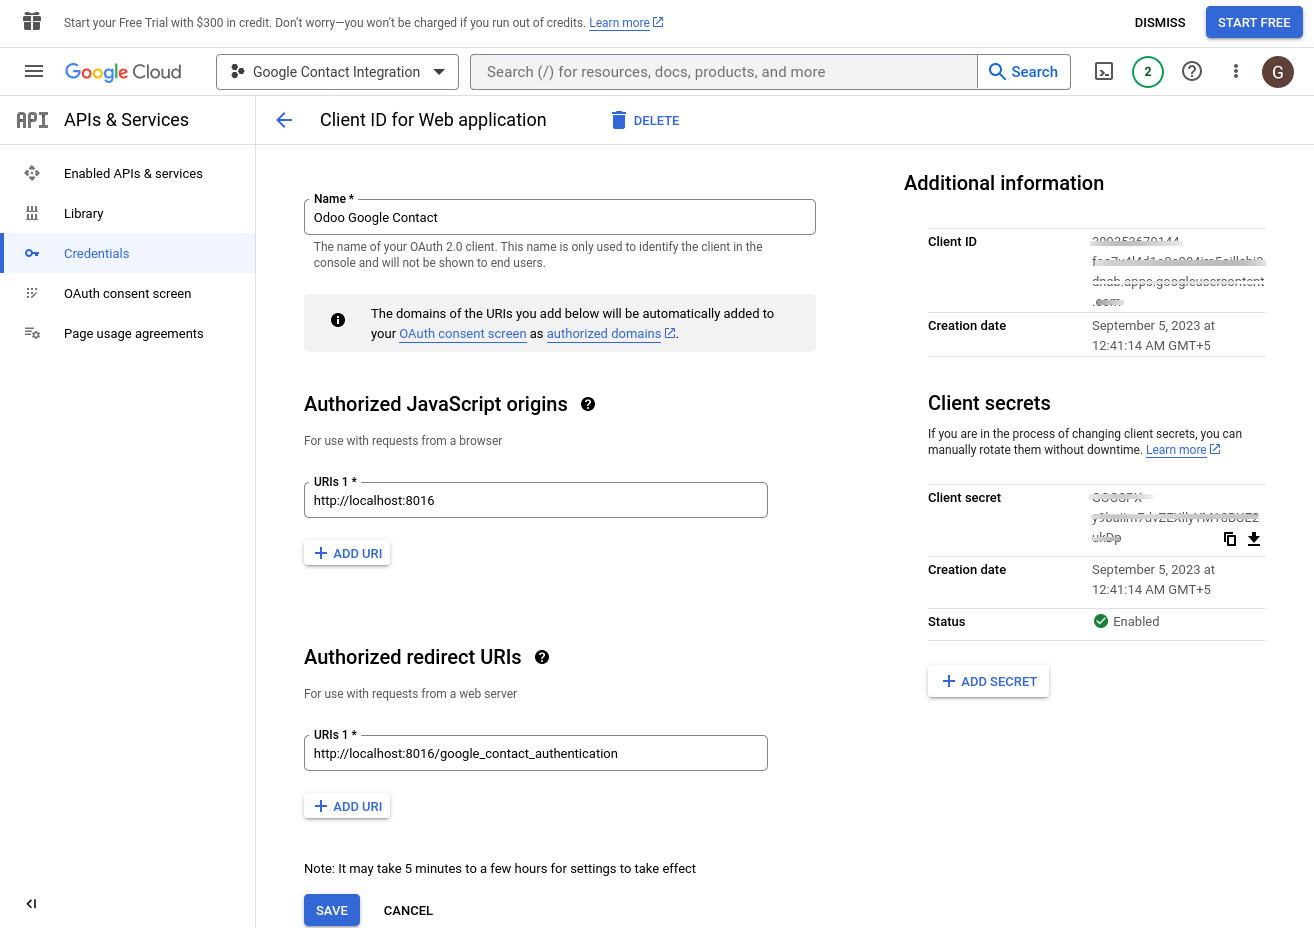 Start your Free Trial with $300 in credit. Don’t worry—you won’t be charged if you run out of credits. Learn more
DISMISS
START FREE
Google Cloud
Google Contact Integration
Search (/) for resources, docs, products, and more
Search
2
G
API
APIs & Services
Client ID for Web application
DELETE
Enabled APIs & services
Library
Credentials
OAuth consent screen
Page usage agreements
Name *
Odoo Google Contact
The name of your OAuth 2.0 client. This name is only used to identify the client in the
console and will not be shown to end users.
The domains of the URIs you add below will be automatically added to
your OAuth consent screen as authorized domains.
Authorized JavaScript origins
For use with requests from a browser
URIs 1 *
http://localhost:8016
ADD URI
Authorized redirect URIs
For use with requests from a web server
URIs 1 *
http://localhost:8016/google_contact_authentication
ADD URI
Note: It may take 5 minutes to a few hours for settings to take effect
SAVE
CANCEL
Additional information
Client ID
Creation date
September 5, 2023 at
12:41:14 AM GMT+5
Client secrets
If you are in the process of changing client secrets, you can
manually rotate them without downtime. Learn more
Client secret
Creation date
September 5, 2023 at
12:41:14 AM GMT+5
Status
Enabled
ADD SECRET